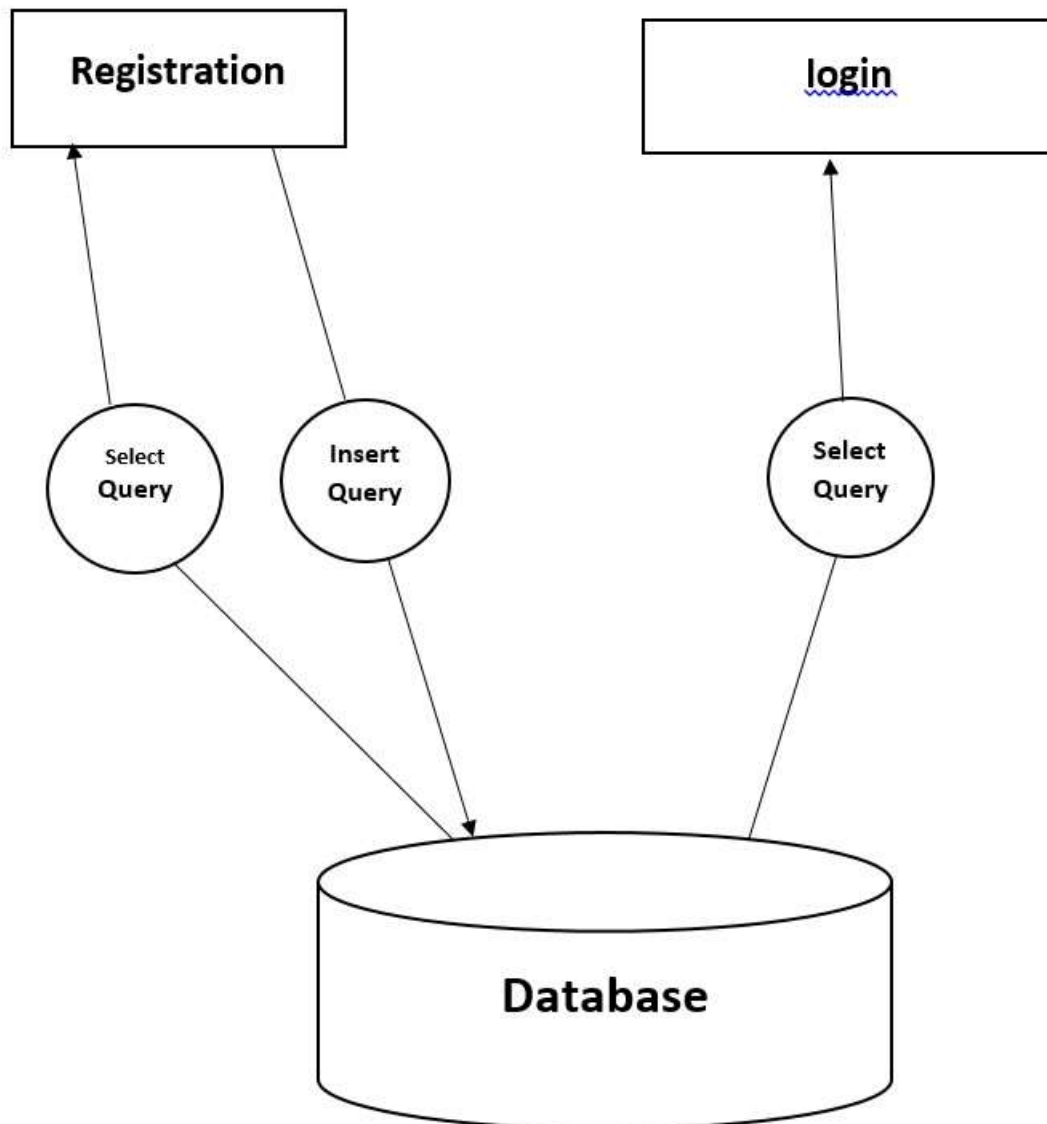 Registration
login
Select
Query
Insert
Query
Select
Query
Database